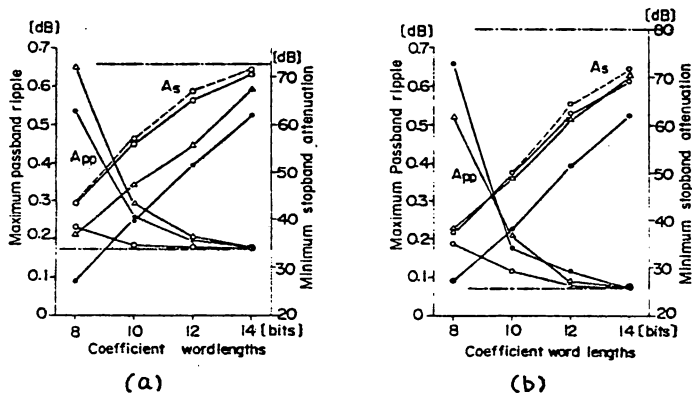 [dB]
0.7
0.6
0.5
0.4
0.3
0.2
0.1
0
Maximum passband ripple
As
App
[dB]
70
60
50
40
30
20
Minimum stopband attenuation
8
10
12
14 [bits]
Coefficient wordlengths
(a)
[dB]
0.7
0.6
0.5
0.4
0.3
0.2
0.1
0
Maximum Passband ripple
As
App
[dB]
80
70
60
50
40
30
20
Minimum stopband attenuation
8
10
12
14 [bits]
Coefficient word lengths
(b)